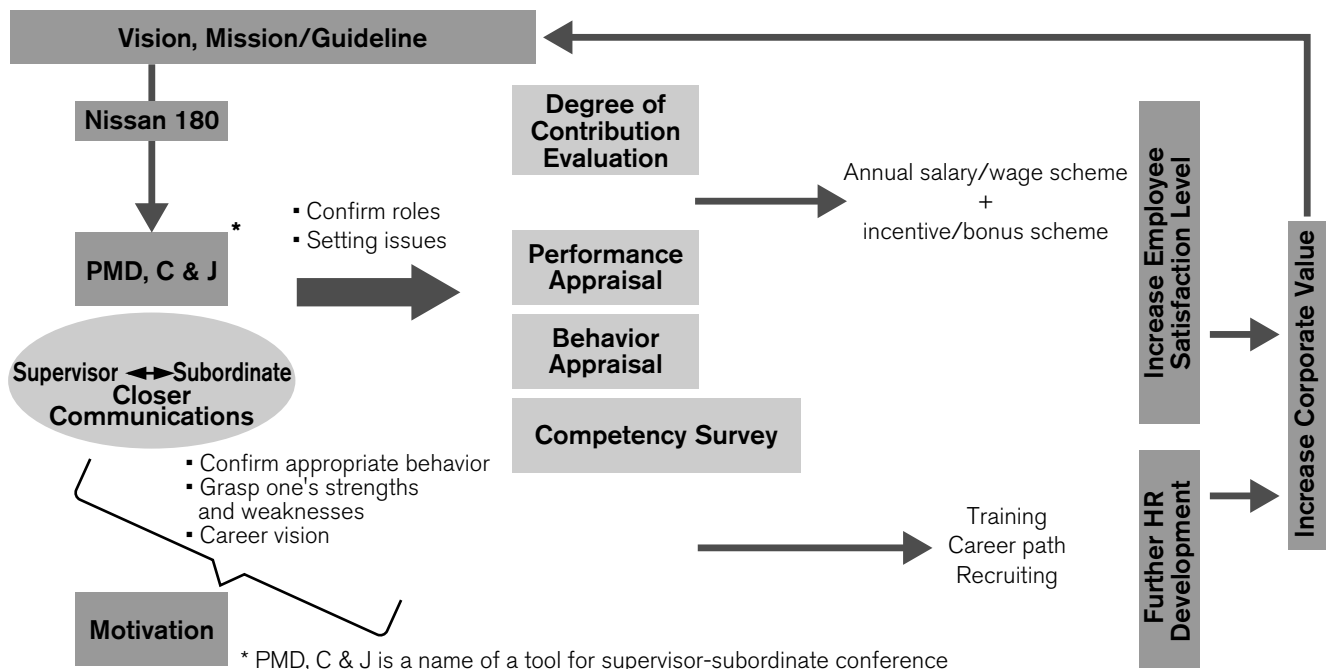 Vision, Mission/Guideline
Nissan 180
*
PMD, C & J
Supervisor
Subordinate
Closer
Communications
▪ Confirm roles
▪ Setting issues
▪ Confirm appropriate behavior
▪ Grasp one's strengths
and weaknesses
▪ Career vision
Motivation
Degree of
Contribution
Evaluation
Performance
Appraisal
Behavior
Appraisal
Competency Survey
Annual salary/wage scheme
+
incentive/bonus scheme
Training
Career path
Recruiting
Increase Employee
Satisfaction Level
Further HR
Development
Increase Corporate Value
* PMD, C & J is a name of a tool for supervisor-subordinate conference